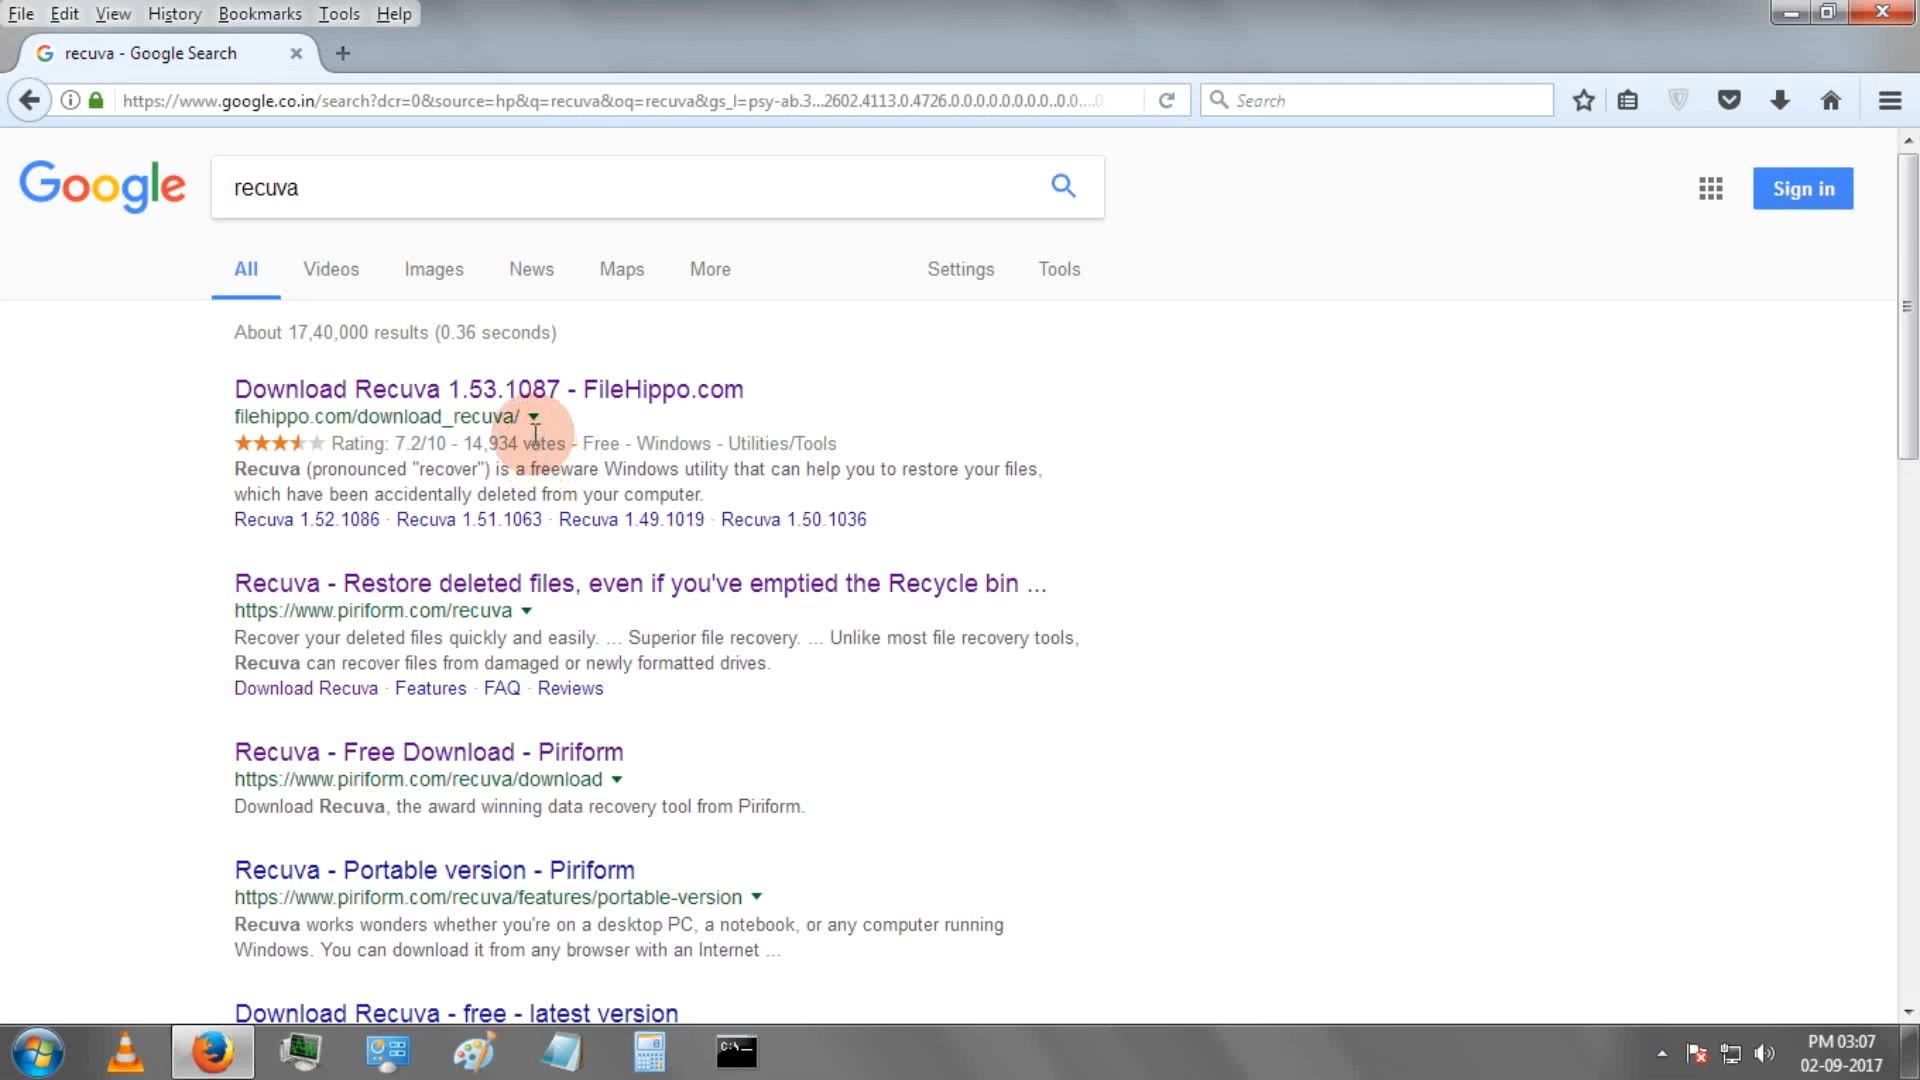 File Edit View History Bookmarks Tools Help
recuva - Google Search
https://www.google.co.in/search?dcr=0&source=hp&q=recuva&oq=recuva&gs_l=psy-ab.3...2602.4113.0.4726.0.0.0.0.0.0.0.0..0.0....0
Search
Google
recuva
Sign in
All Videos Images News Maps More Settings Tools
About 17,40,000 results (0.36 seconds)
Download Recuva 1.53.1087 - FileHippo.com
filehippo.com/download_recuva/
Rating: 7.2/10 - 14,934 votes - Free - Windows - Utilities/Tools
Recuva (pronounced "recover") is a freeware Windows utility that can help you to restore your files,
which have been accidentally deleted from your computer.
Recuva 1.52.1086 · Recuva 1.51.1063 · Recuva 1.49.1019 · Recuva 1.50.1036
Recuva - Restore deleted files, even if you've emptied the Recycle bin ...
https://www.piriform.com/recuva
Recover your deleted files quickly and easily. ... Superior file recovery. ... Unlike most file recovery tools,
Recuva can recover files from damaged or newly formatted drives.
Download Recuva · Features · FAQ · Reviews
Recuva - Free Download - Piriform
https://www.piriform.com/recuva/download
Download Recuva, the award winning data recovery tool from Piriform.
Recuva - Portable version - Piriform
https://www.piriform.com/recuva/features/portable-version
Recuva works wonders whether you're on a desktop PC, a notebook, or any computer running
Windows. You can download it from any browser with an Internet ...
Download Recuva - free - latest version
C:\
PM 03:07
02-09-2017